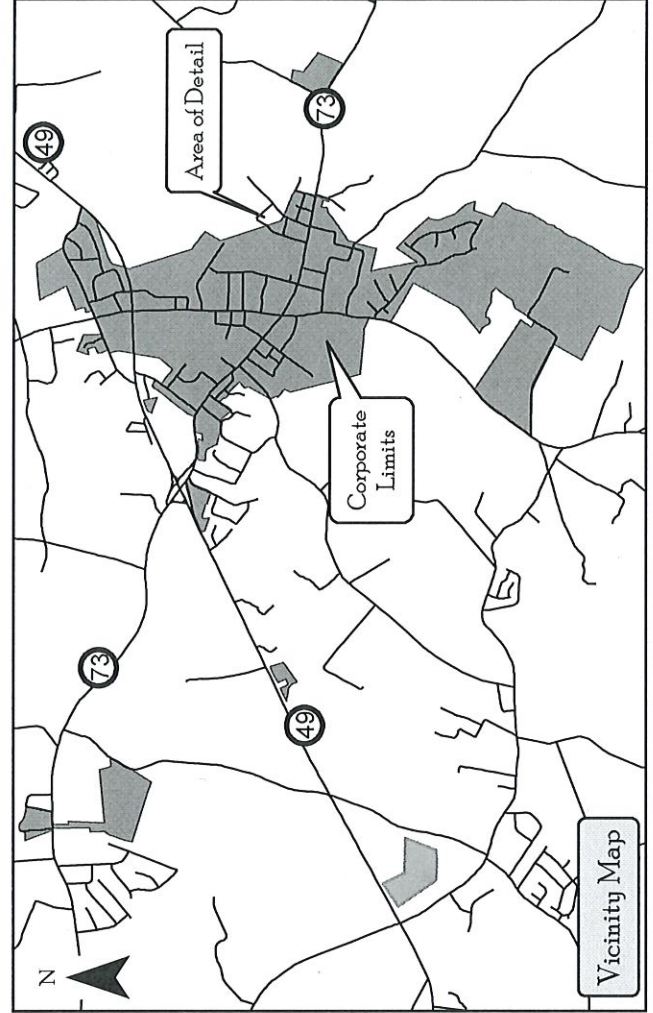 N
49
73
Area of Detail
49
73
Corporate
Limits
Vicinity Map